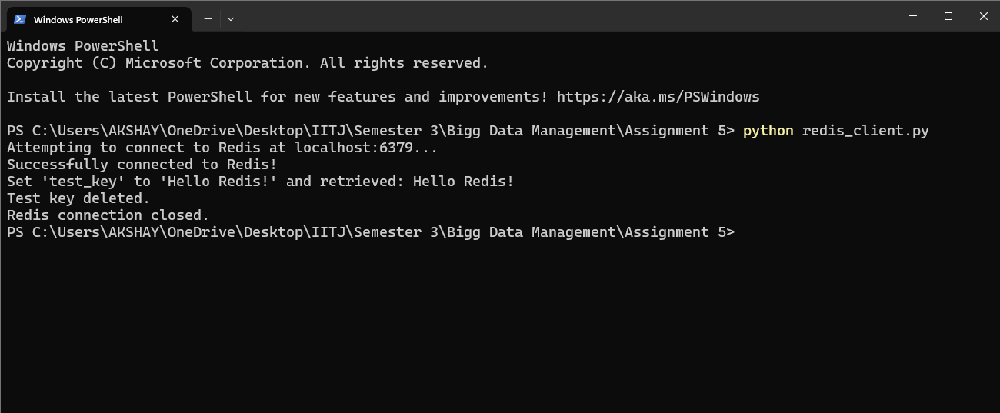 Windows PowerShell
Windows PowerShell
Copyright (C) Microsoft Corporation. All rights reserved.
Install the latest PowerShell for new features and improvements! https://aka.ms/PSWindows
PS C:\Users\AKSHAY\OneDrive\Desktop\IITJ\Semester 3\Bigg Data Management\Assignment 5> python redis_client.py
Attempting to connect to Redis at localhost:6379...
Successfully connected to Redis!
Set 'test_key' to 'Hello Redis!' and retrieved: Hello Redis!
Test key deleted.
Redis connection closed.
PS C:\Users\AKSHAY\OneDrive\Desktop\IITJ\Semester 3\Bigg Data Management\Assignment 5>